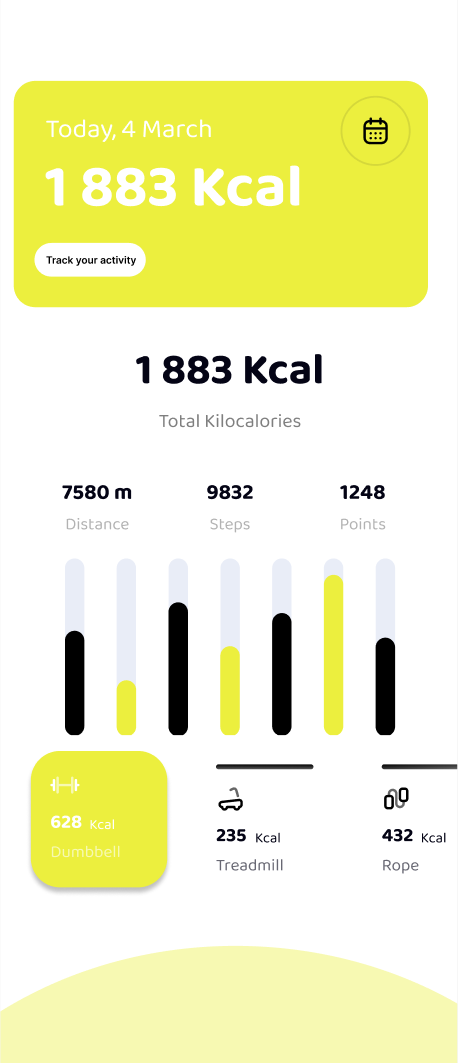 Today, 4 March
1 883 Kcal
Track your activity
1 883 Kcal
Total Kilocalories
7580 m 9832 1248
Distance Steps Points
628 Kcal 235 Kcal 432 Kcal
Dumbbell Treadmill Rope